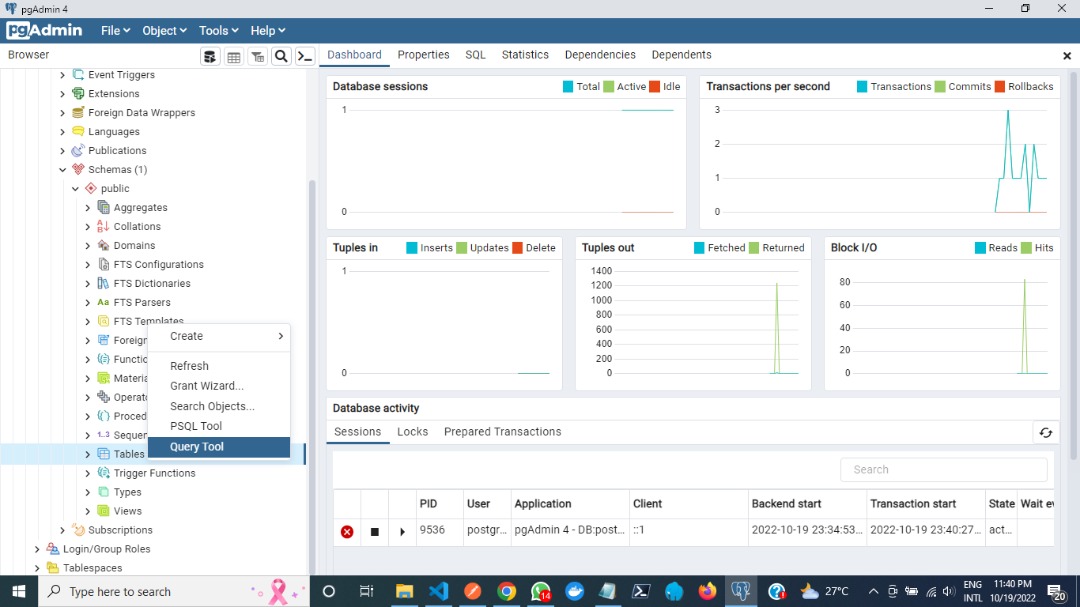 pgAdmin 4
pgAdmin File Object Tools Help
Browser
Dashboard Properties SQL Statistics Dependencies Dependents
Event Triggers
Extensions
Foreign Data Wrappers
Languages
Publications
Schemas (1)
public
Aggregates
Collations
Domains
FTS Configurations
FTS Dictionaries
FTS Parsers
FTS Templates
Foreign
Functio
Materia
Operato
Proced
Sequen
Tables
Trigger Functions
Types
Views
Subscriptions
Login/Group Roles
Tablespaces
Create
Refresh
Grant Wizard...
Search Objects...
PSQL Tool
Query Tool
Database sessions Total Active Idle
1
0
Transactions per second Transactions Commits Rollbacks
3
2
1
0
Tuples in Inserts Updates Delete
1
0
Tuples out Fetched Returned
1400
1200
1000
800
600
400
200
0
Block I/O Reads Hits
80
60
40
20
0
Database activity
Sessions Locks Prepared Transactions
Search
PID User Application Client Backend start Transaction start State Wait ev
9536 postgr... pgAdmin 4 - DB:post... ::1 2022-10-19 23:34:53... 2022-10-19 23:40:27... act...
Type here to search
14
27°C
ENG
INTL
11:40 PM
10/19/2022
20